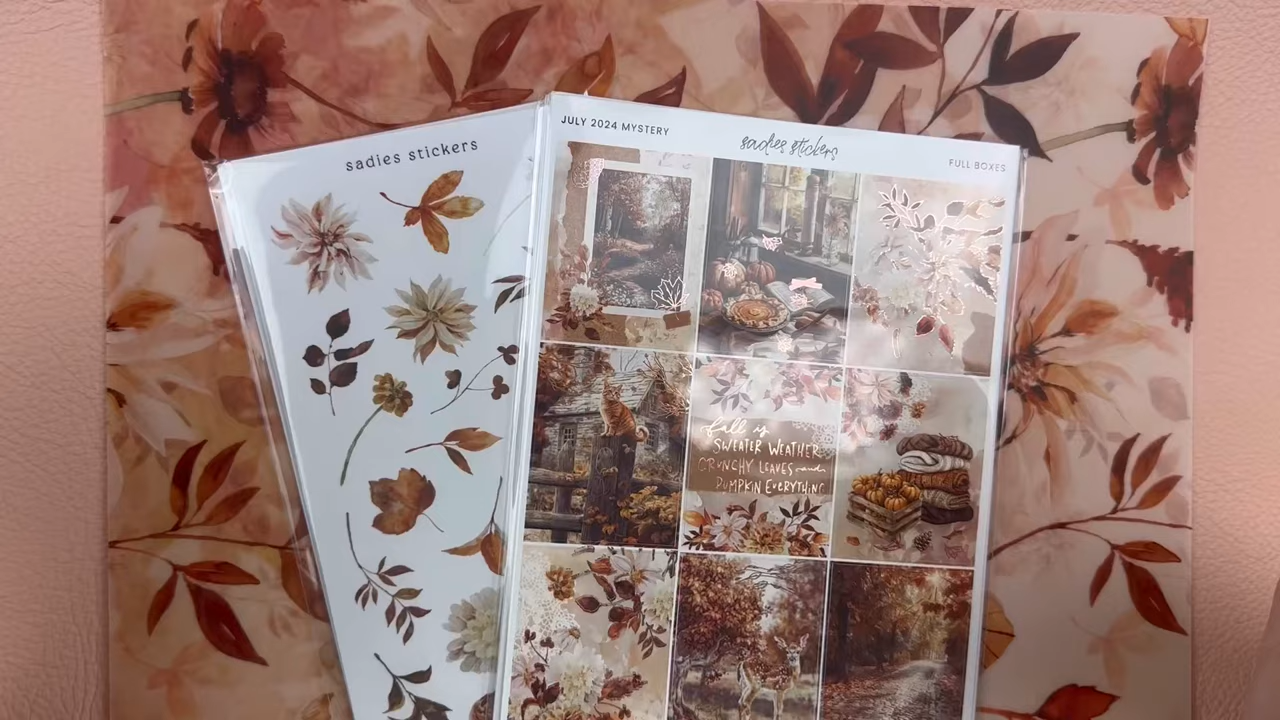 sadies stickers
JULY 2024 MYSTERY
sadies stickers
FULL BOXES
fall is
SWEATER WEATHER
CRUNCHY LEAVES and
PUMPKIN EVERYTHING